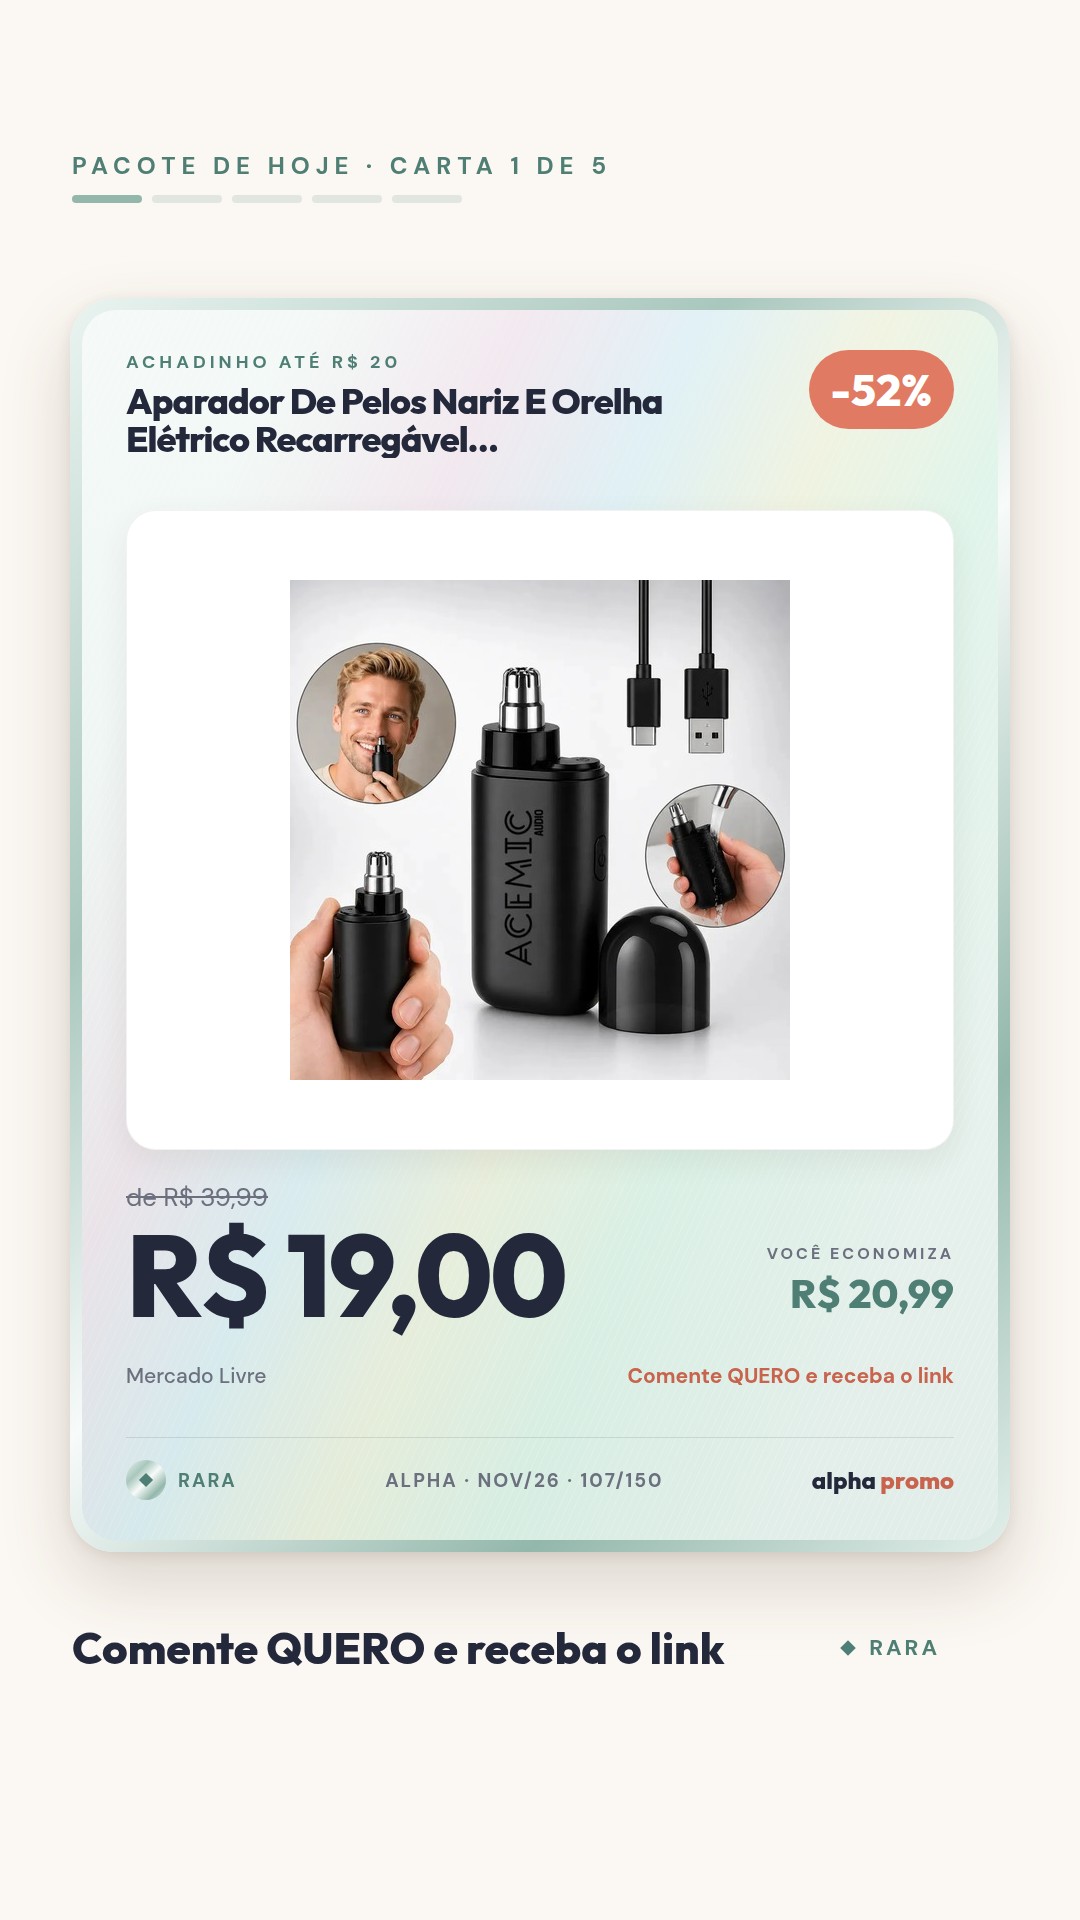 PACOTE DE HOJE · CARTA 1 DE 5
ACHADINHO ATÉ R$ 20
Aparador De Pelos Nariz E Orelha
Elétrico Recarregável...
-52%
ACEMIC
AUDIO
de R$ 39,99
R$ 19,00
VOCÊ ECONOMIZA
R$ 20,99
Mercado Livre
Comente QUERO e receba o link
RARA
ALPHA · NOV/26 · 107/150
alpha promo
Comente QUERO e receba o link
◆ RARA